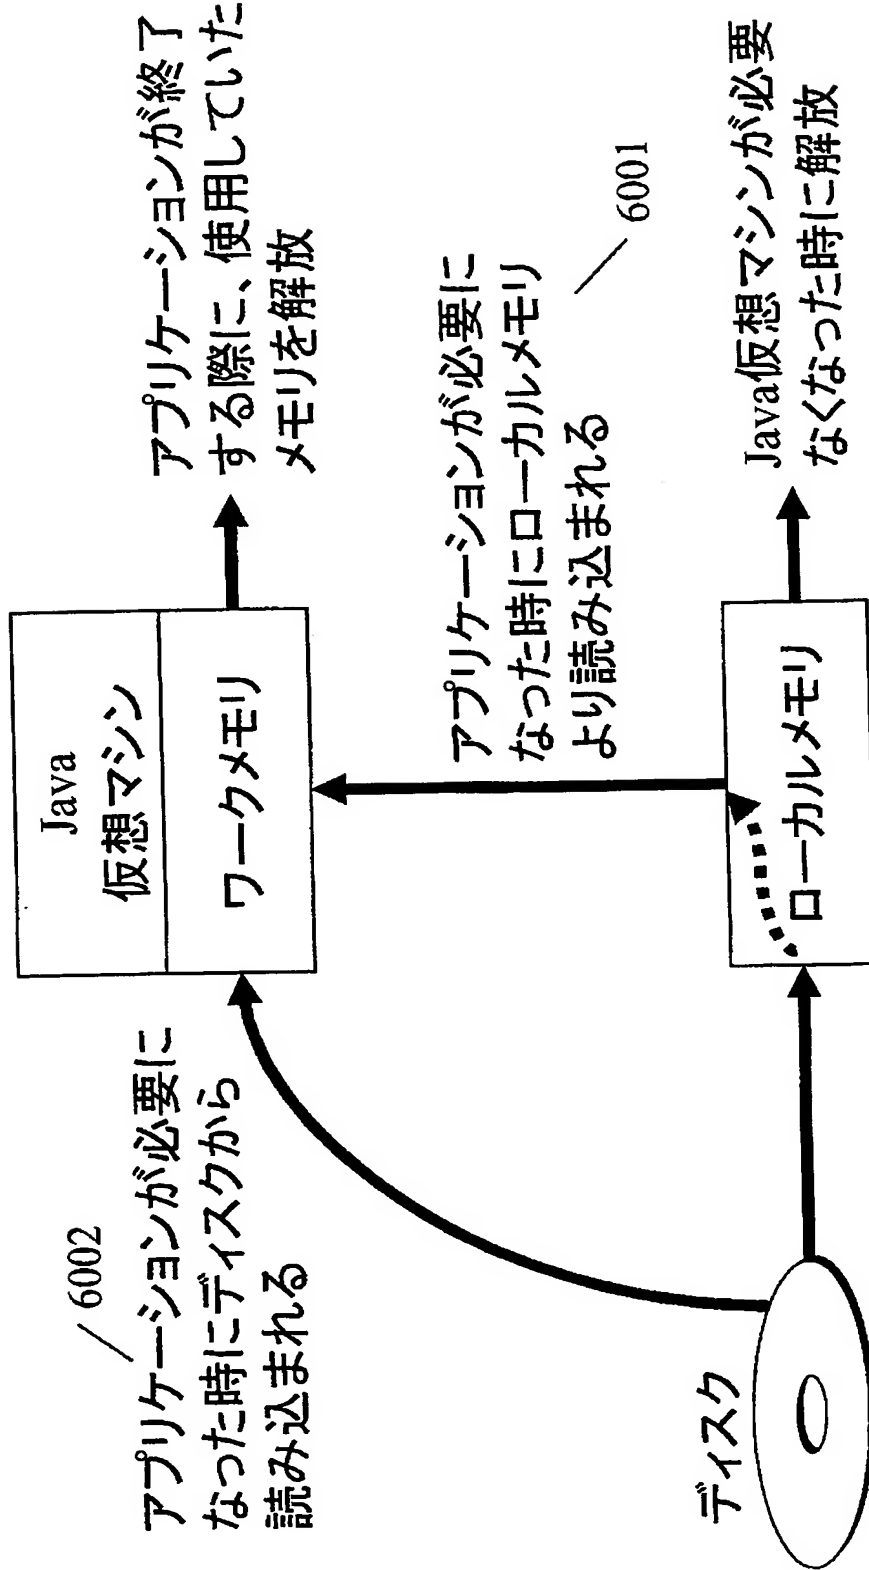 6002
アプリケーションが必要に
なった時にディスクから
読み込まれる
Java
仮想マシン
ワークメモリ
アプリケーションが終了
する際に、使用していた
メモリを解放
アプリケーションが必要に
なった時にローカルメモリ
より読み込まれる
6001
ディスク
ローカルメモリ
Java仮想マシンが必要
なくなった時に解放